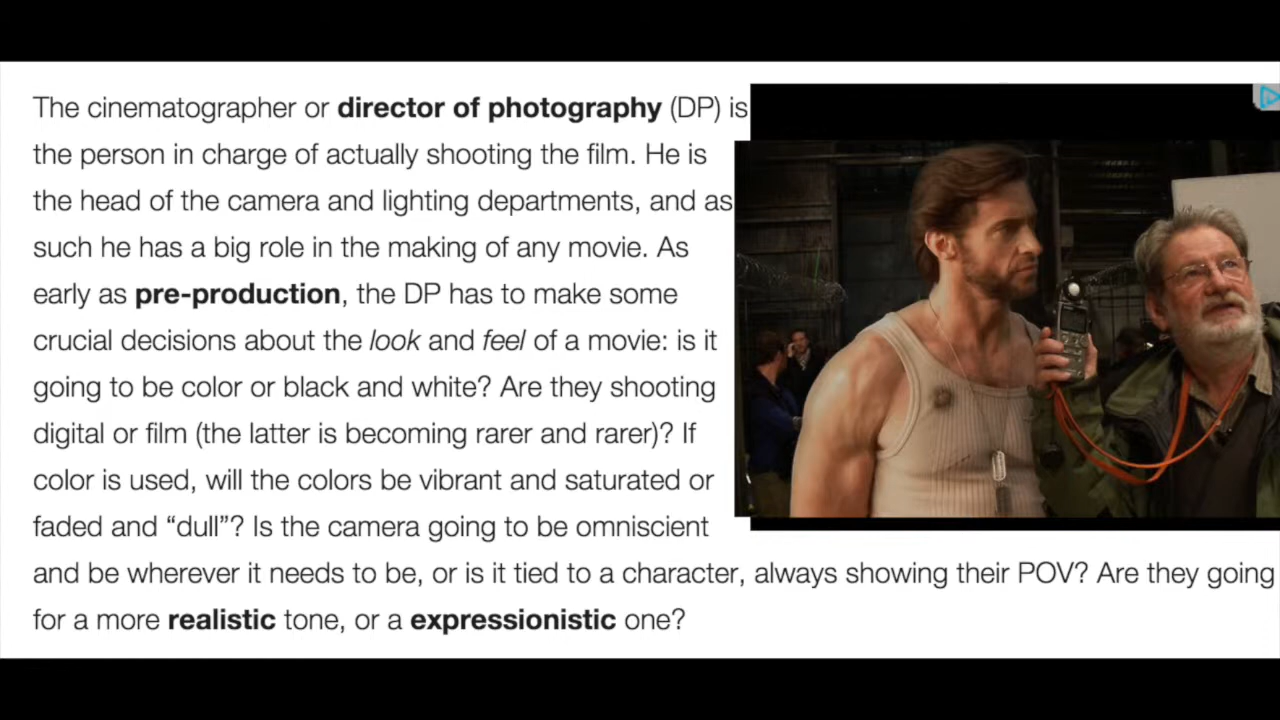 The cinematographer or director of photography (DP) is
the person in charge of actually shooting the film. He is
the head of the camera and lighting departments, and as
such he has a big role in the making of any movie. As
early as pre-production, the DP has to make some
crucial decisions about the look and feel of a movie: is it
going to be color or black and white? Are they shooting
digital or film (the latter is becoming rarer and rarer)? If
color is used, will the colors be vibrant and saturated or
faded and “dull”? Is the camera going to be omniscient
and be wherever it needs to be, or is it tied to a character, always showing their POV? Are they going
for a more realistic tone, or a expressionistic one?